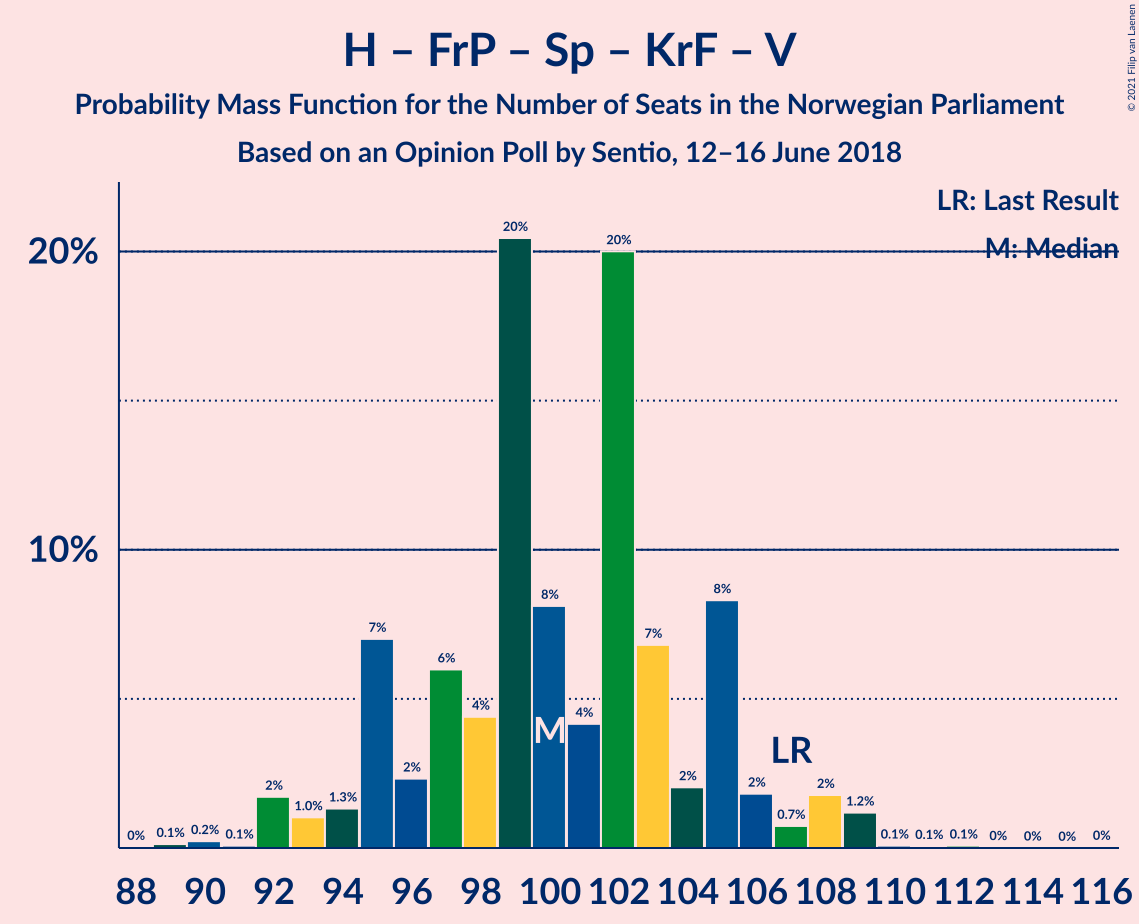 H – FrP – Sp – KrF – V
Probability Mass Function for the Number of Seats in the Norwegian Parliament
Based on an Opinion Poll by Sentio, 12–16 June 2018
© 2021 Filip van Laenen
LR: Last Result
M: Median
20%
10%
0% 0.1% 0.2% 0.1% 2% 1.0% 1.3% 7% 2% 6% 4% 20% 8% 4% 20% 7% 2% 8% 2% 0.7% 2% 1.2% 0.1% 0.1% 0.1% 0% 0% 0% 0%
M
LR
88 90 92 94 96 98 100 102 104 106 108 110 112 114 116